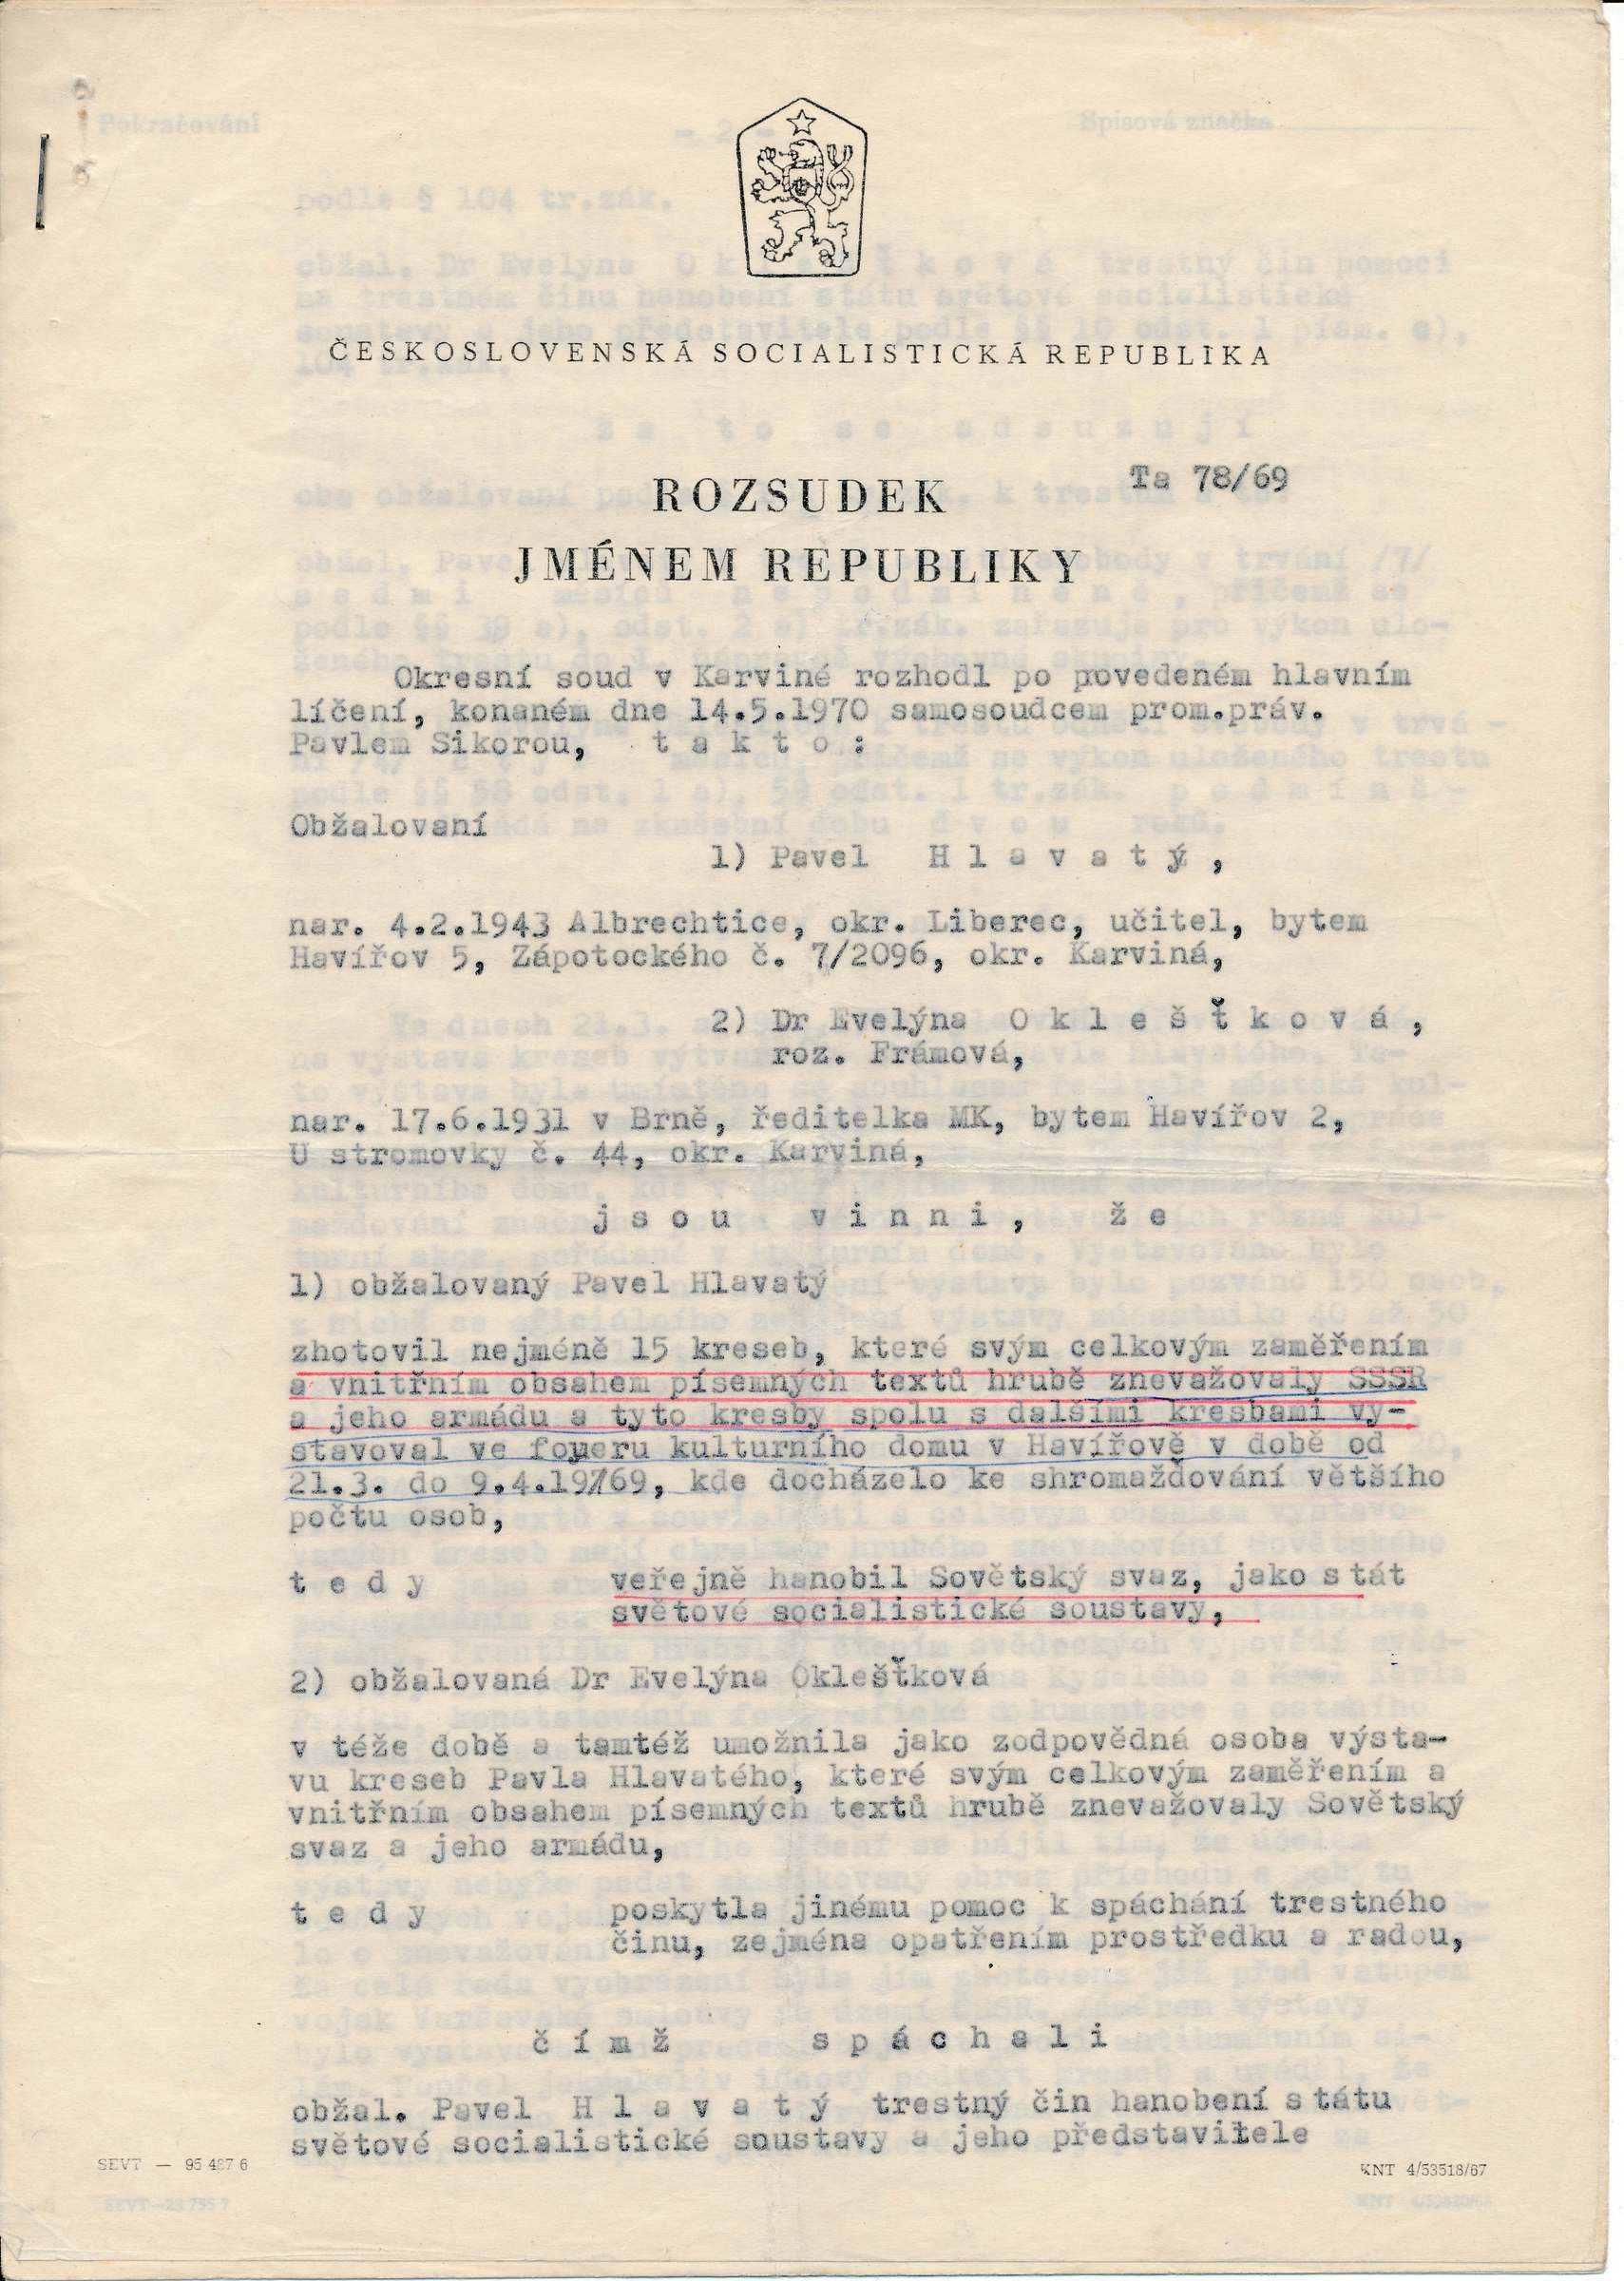 ČESKOSLOVENSKÁ SOCIALISTICKÁ REPUBLIKA
Ta 78/69
ROZSUDEK
JMÉNEM REPUBLIKY
Okresní soud v Karviné rozhodl po provedeném hlavním
líčení, konaném dne 14.5.1970 samosoudcem prom.práv.
Pavlem Sikorou, t a k t o :
Obžalovaní
1) Pavel H l a v a t ý ,
nar. 4.2.1943 Albrechtice, okr. Liberec, učitel, bytem
Havířov 5, Zápotockého č. 7/2096, okr. Karviná,
2) Dr Evelýna O k l e š ť k o v á ,
roz. Frámová,
nar. 17.6.1931 v Brně, ředitelka MK, bytem Havířov 2,
U stromovky č. 44, okr. Karviná,
j s o u v i n n i , ž e
1) obžalovaný Pavel Hlavatý
zhotovil nejméně 15 kreseb, které svým celkovým zaměřením
a vnitřním obsahem písemných textů hrubě znevažovaly SSSR
a jeho armádu a tyto kresby spolu s dalšími kresbami vy-
stavoval ve foyeru kulturního domu v Havířově v době od
21.3. do 9.4.1969, kde docházelo ke shromažďování většího
počtu osob,
t e d y veřejně hanobil Sovětský svaz, jako stát
světové socialistické soustavy,
2) obžalovaná Dr Evelýna Oklešťková
v téže době a tamtéž umožnila jako zodpovědná osoba výsta-
vu kreseb Pavla Hlavatého, které svým celkovým zaměřením a
vnitřním obsahem písemných textů hrubě znevažovaly Sovětský
svaz a jeho armádu,
t e d y poskytla jinému pomoc k spáchání trestného
činu, zejména opatřením prostředku a radou,
č í m ž s p á c h a l i
obžal. Pavel H l a v a t ý trestný čin hanobení státu
světové socialistické soustavy a jeho představitele
SEVT — 95 487 6
KNT 4/53518/67